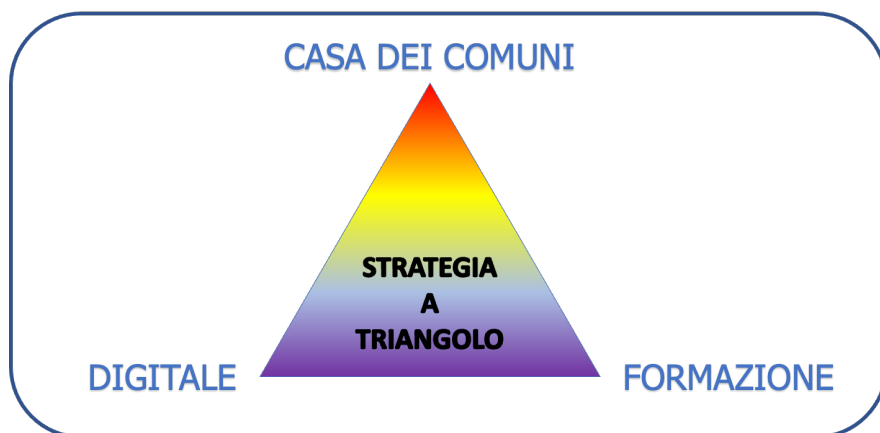 CASA DEI COMUNI
STRATEGIA
A
TRIANGOLO
DIGITALE
FORMAZIONE